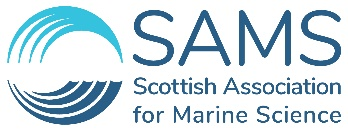 SAMS
Scottish Association
for Marine Science